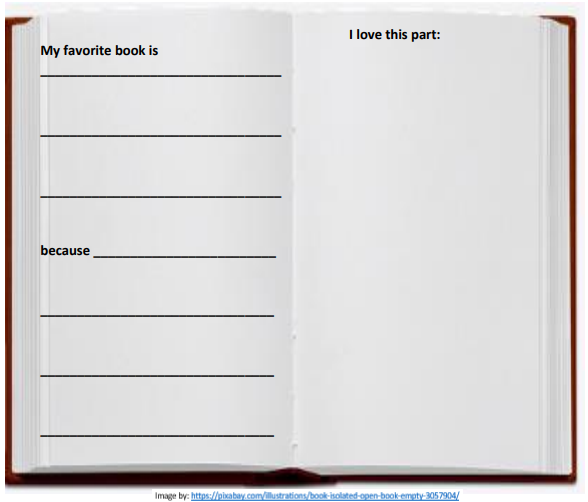 My favorite book is
because
I love this part:
Image by: https://pixabay.com/illustrations/book-isolated-open-book-empty-3057904/